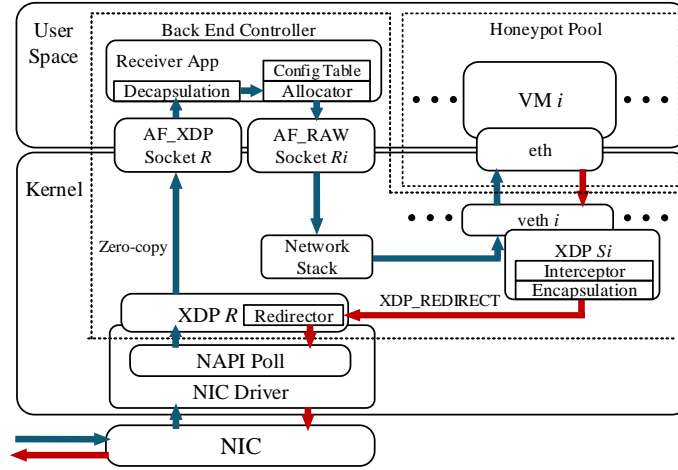 User
Space
Back End Controller
Receiver App
Decapsulation
Config Table
Allocator
Honeypot Pool
VM i
eth
AF_XDP
Socket R
AF_RAW
Socket Ri
Kernel
Zero-copy
Network
Stack
veth i
XDP Si
Interceptor
Encapsulation
XDP_REDIRECT
XDP R
Redirector
NAPI Poll
NIC Driver
NIC